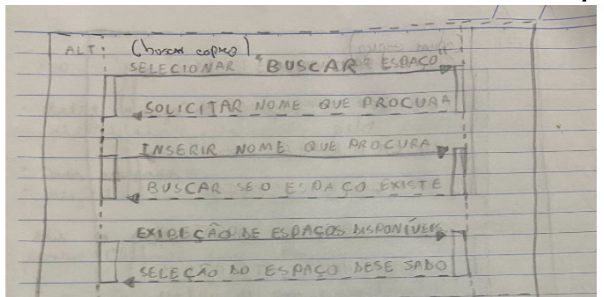 ALT: (buscar espaço)
SELECIONAR "BUSCAR ESPAÇO
SOLICITAR NOME QUE PROCURA
INSERIR NOME QUE PROCURA
BUSCAR SE O ESPAÇO EXISTE
EXIBEÇÃO DE ESPAÇOS DISPONÍVEIS
SELEÇÃO DO ESPAÇO DESEJADO